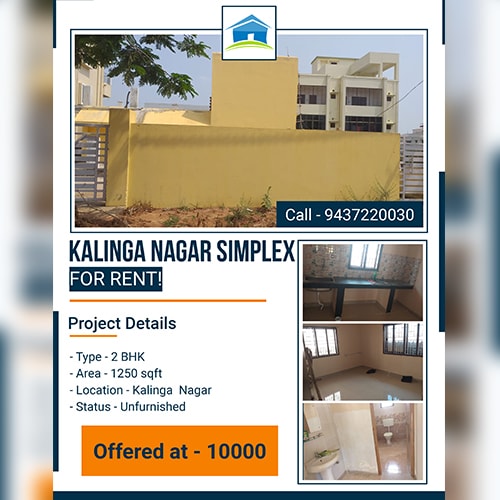 Call - 9437220030
KALINGA NAGAR SIMPLEX
FOR RENT!
Project Details
- Type - 2 BHK
- Area - 1250 sqft
- Location - Kalinga Nagar
- Status - Unfurnished
Offered at - 10000